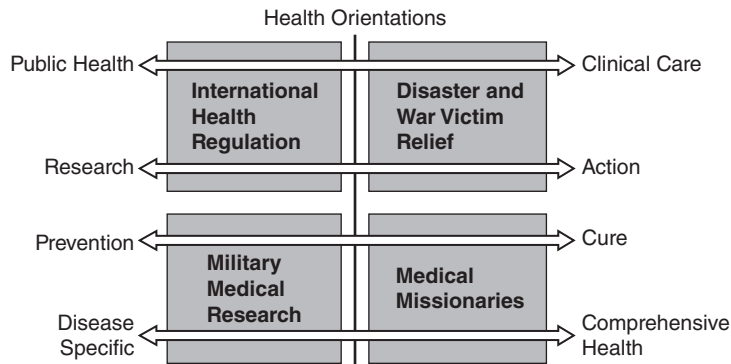 Health Orientations
Public Health
Clinical Care
International
Health
Regulation
Disaster and
War Victim
Relief
Research
Action
Prevention
Cure
Military
Medical
Research
Medical
Missionaries
Disease
Specific
Comprehensive
Health